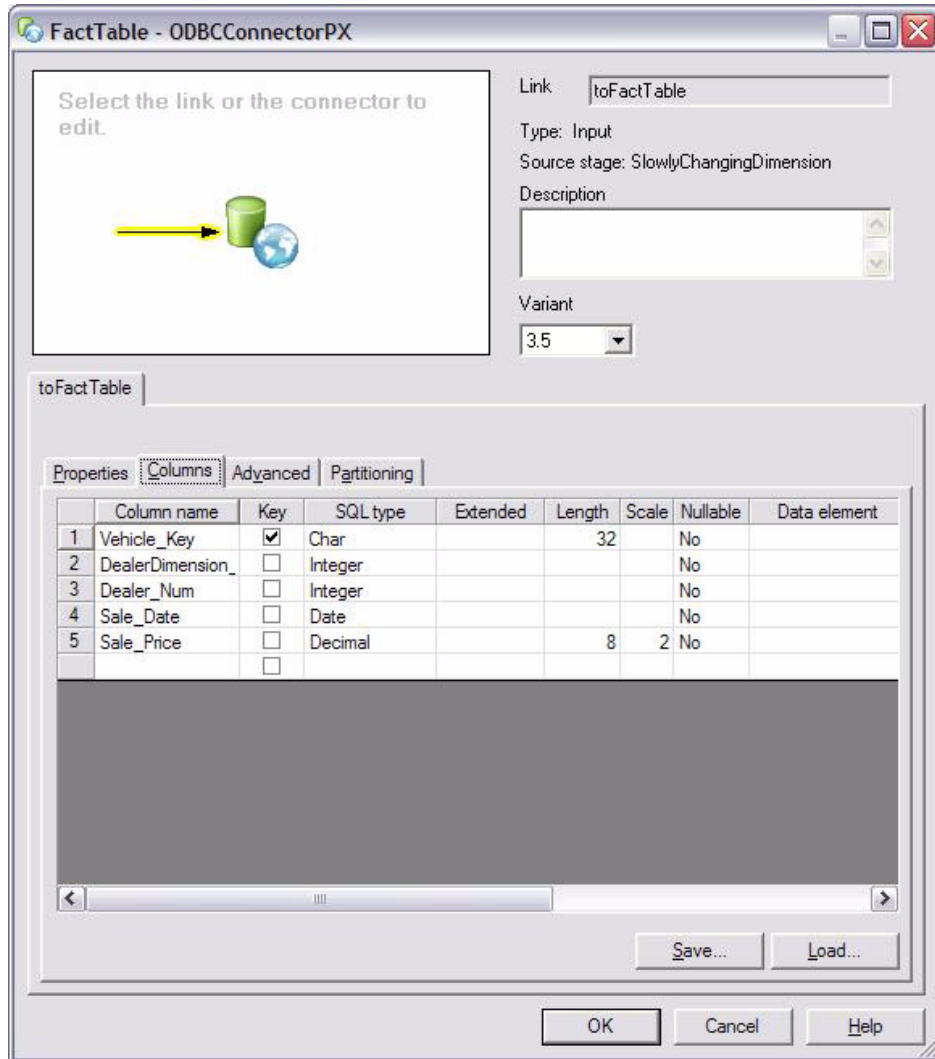 FactTable - ODBCConnectorPX
Select the link or the connector to
edit.
Link toFactTable
Type: Input
Source stage: SlowlyChangingDimension
Description
Variant
3.5
toFactTable
Properties Columns Advanced Partitioning
Column name Key SQL type Extended Length Scale Nullable Data element
1 Vehicle_Key Char 32 No
2 DealerDimension_ Integer No
3 Dealer_Num Integer No
4 Sale_Date Date No
5 Sale_Price Decimal 8 2 No
Save... Load...
OK Cancel Help